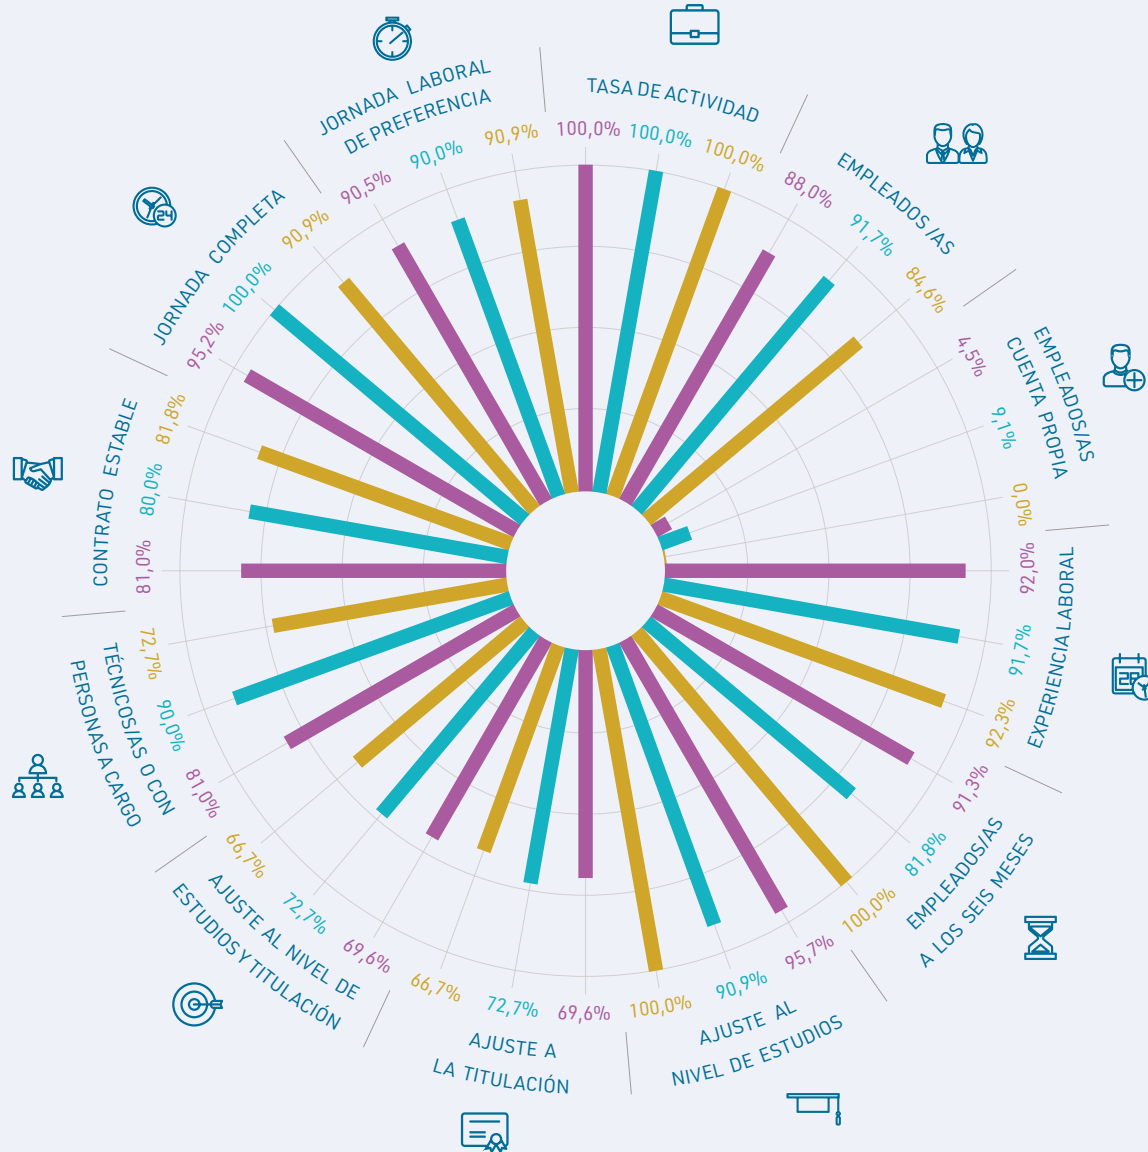 TASA DE ACTIVIDAD
100,0%
100,0%
100,0%
EMPLEADOS /AS
88,0%
91,7%
84,6%
EMPLEADOS/AS
CUENTA PROPIA
4,5%
9,1%
0,0%
EXPERIENCIA LABORAL
92,0%
91,7%
92,3%
EMPLEADOS/AS
A LOS SEIS MESES
91,3%
81,8%
100,0%
AJUSTE AL
NIVEL DE ESTUDIOS
95,7%
90,9%
100,0%
AJUSTE A
LA TITULACIÓN
69,6%
72,7%
66,7%
AJUSTE AL NIVEL DE
ESTUDIOS Y TITULACIÓN
69,6%
72,7%
66,7%
TÉCNICOS/AS O CON
PERSONAS A CARGO
81,0%
90,0%
72,7%
CONTRATO ESTABLE
81,0%
80,0%
81,8%
JORNADA COMPLETA
95,2%
100,0%
90,9%
JORNADA LABORAL
DE PREFERENCIA
90,5%
90,0%
90,9%
24